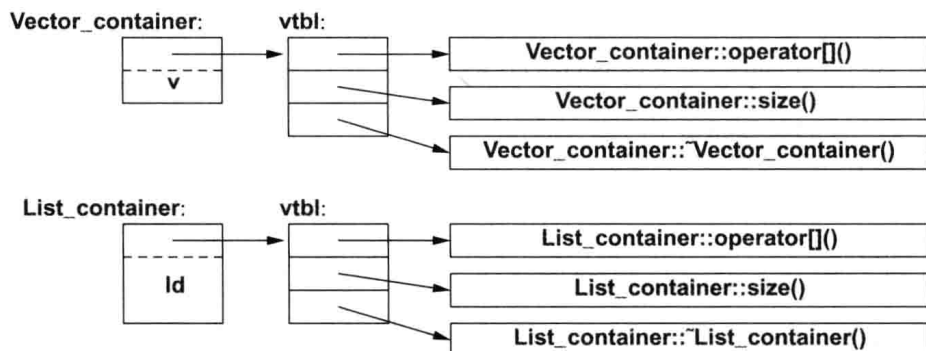 Vector_container: vtbl:
Vector_container::operator[]()
v
Vector_container::size()
Vector_container::~Vector_container()
List_container: vtbl:
List_container::operator[]()
ld
List_container::size()
List_container::~List_container()